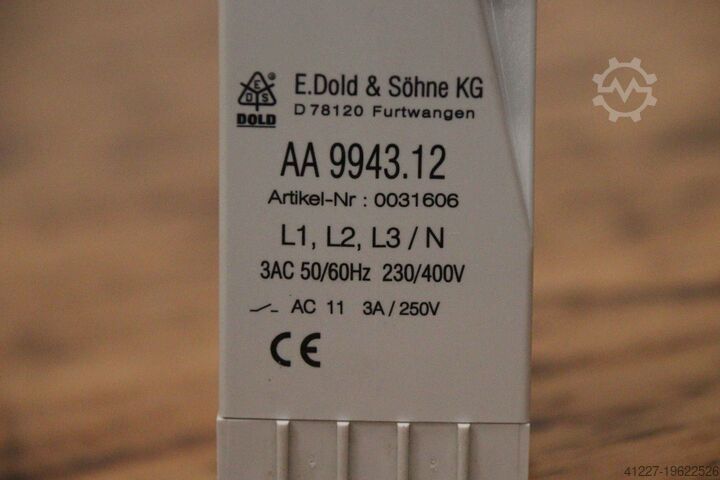 E.Dold & Söhne KG
D 78120 Furtwangen
E
D S
DOLD
AA 9943.12
Artikel-Nr : 0031606
L1, L2, L3 / N
3AC 50/60Hz 230/400V
AC 11 3A / 250V
CE
41227-19622526